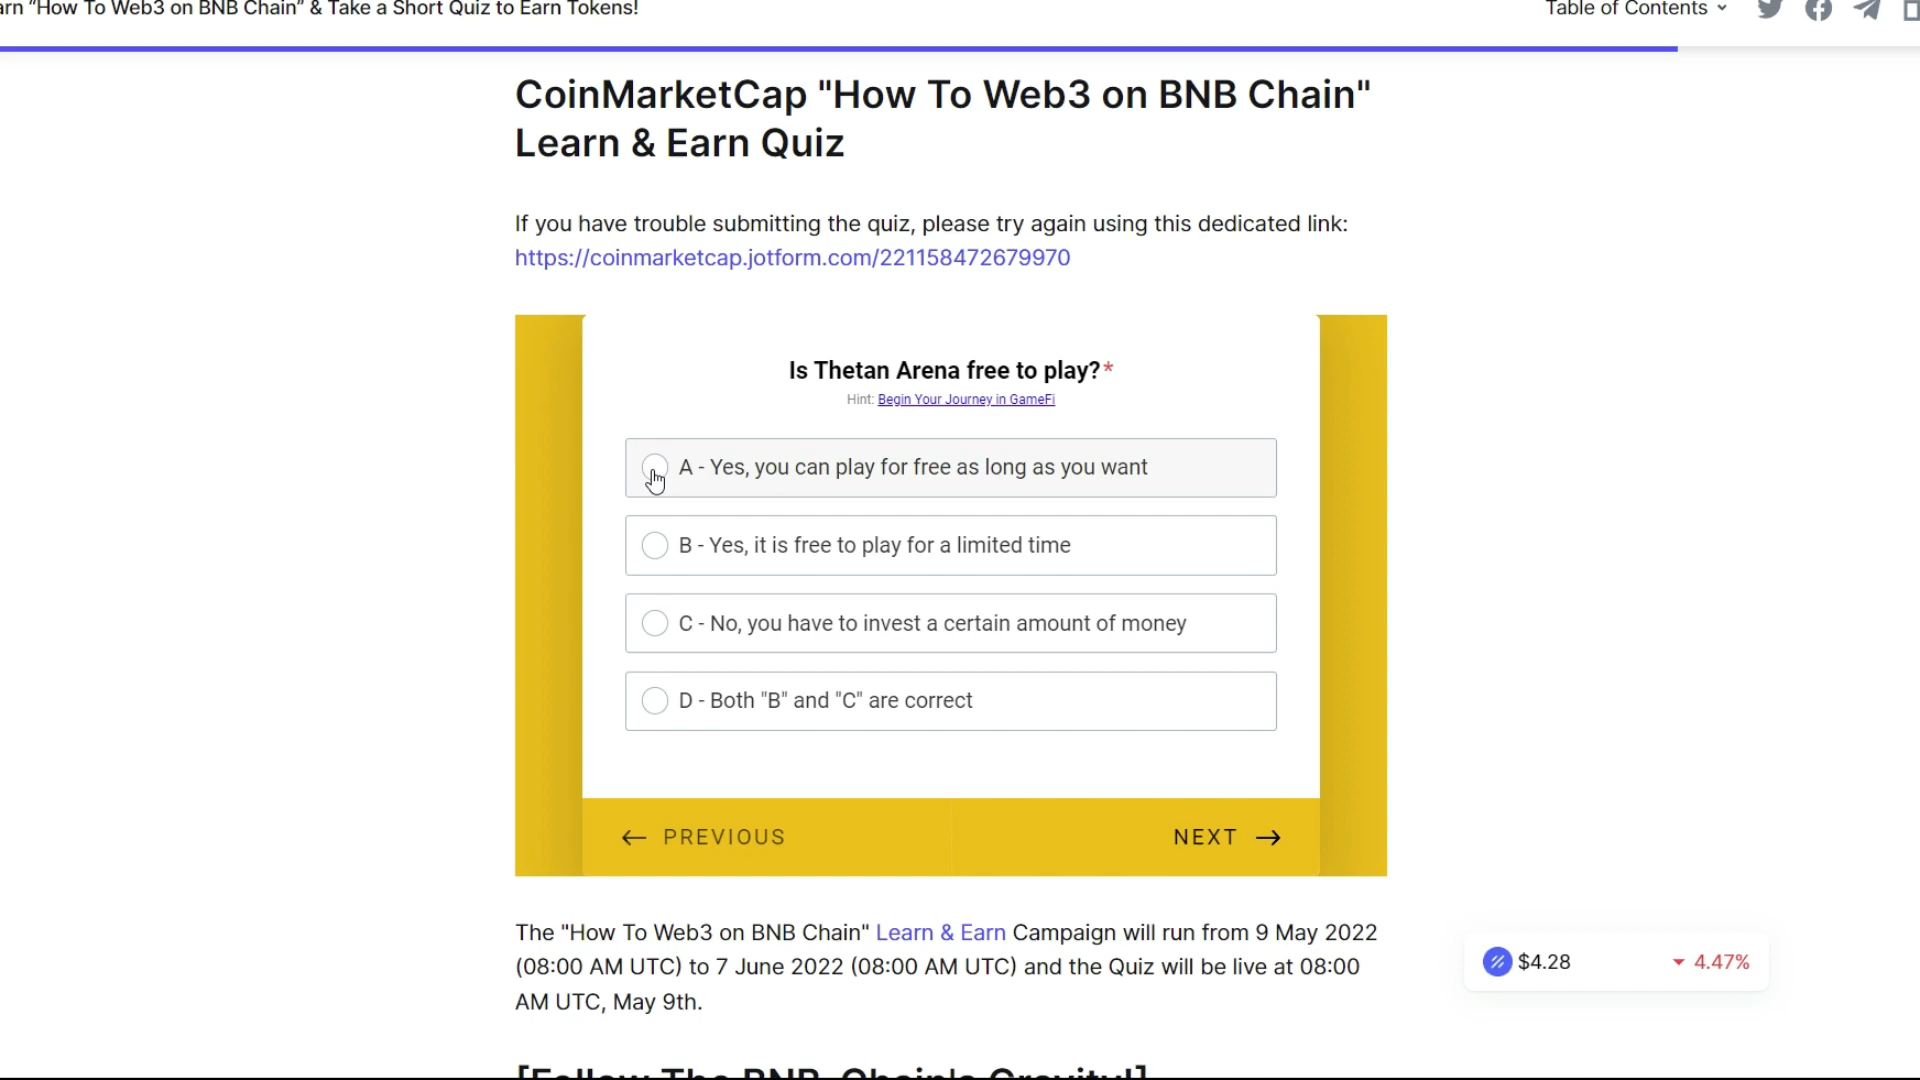 rn “How To Web3 on BNB Chain” & Take a Short Quiz to Earn Tokens!
Table of Contents
CoinMarketCap "How To Web3 on BNB Chain"
Learn & Earn Quiz
If you have trouble submitting the quiz, please try again using this dedicated link:
https://coinmarketcap.jotform.com/221158472679970
Is Thetan Arena free to play?*
Hint: Begin Your Journey in GameFi
A - Yes, you can play for free as long as you want
B - Yes, it is free to play for a limited time
C - No, you have to invest a certain amount of money
D - Both "B" and "C" are correct
← PREVIOUS
NEXT →
The "How To Web3 on BNB Chain" Learn & Earn Campaign will run from 9 May 2022
(08:00 AM UTC) to 7 June 2022 (08:00 AM UTC) and the Quiz will be live at 08:00
AM UTC, May 9th.
$4.28
4.47%
[Follow The BNB Chain's Gravity!]